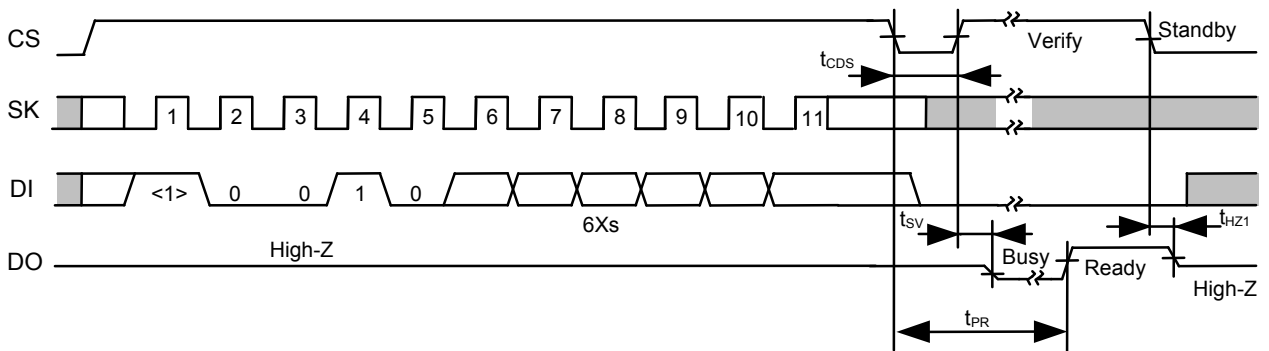 CS Verify Standby
tCDS
SK 1 2 3 4 5 6 7 8 9 10 11
DI <1> 0 0 1 0
6Xs
tSV tHZ1
High-Z Busy Ready
DO
High-Z
tPR